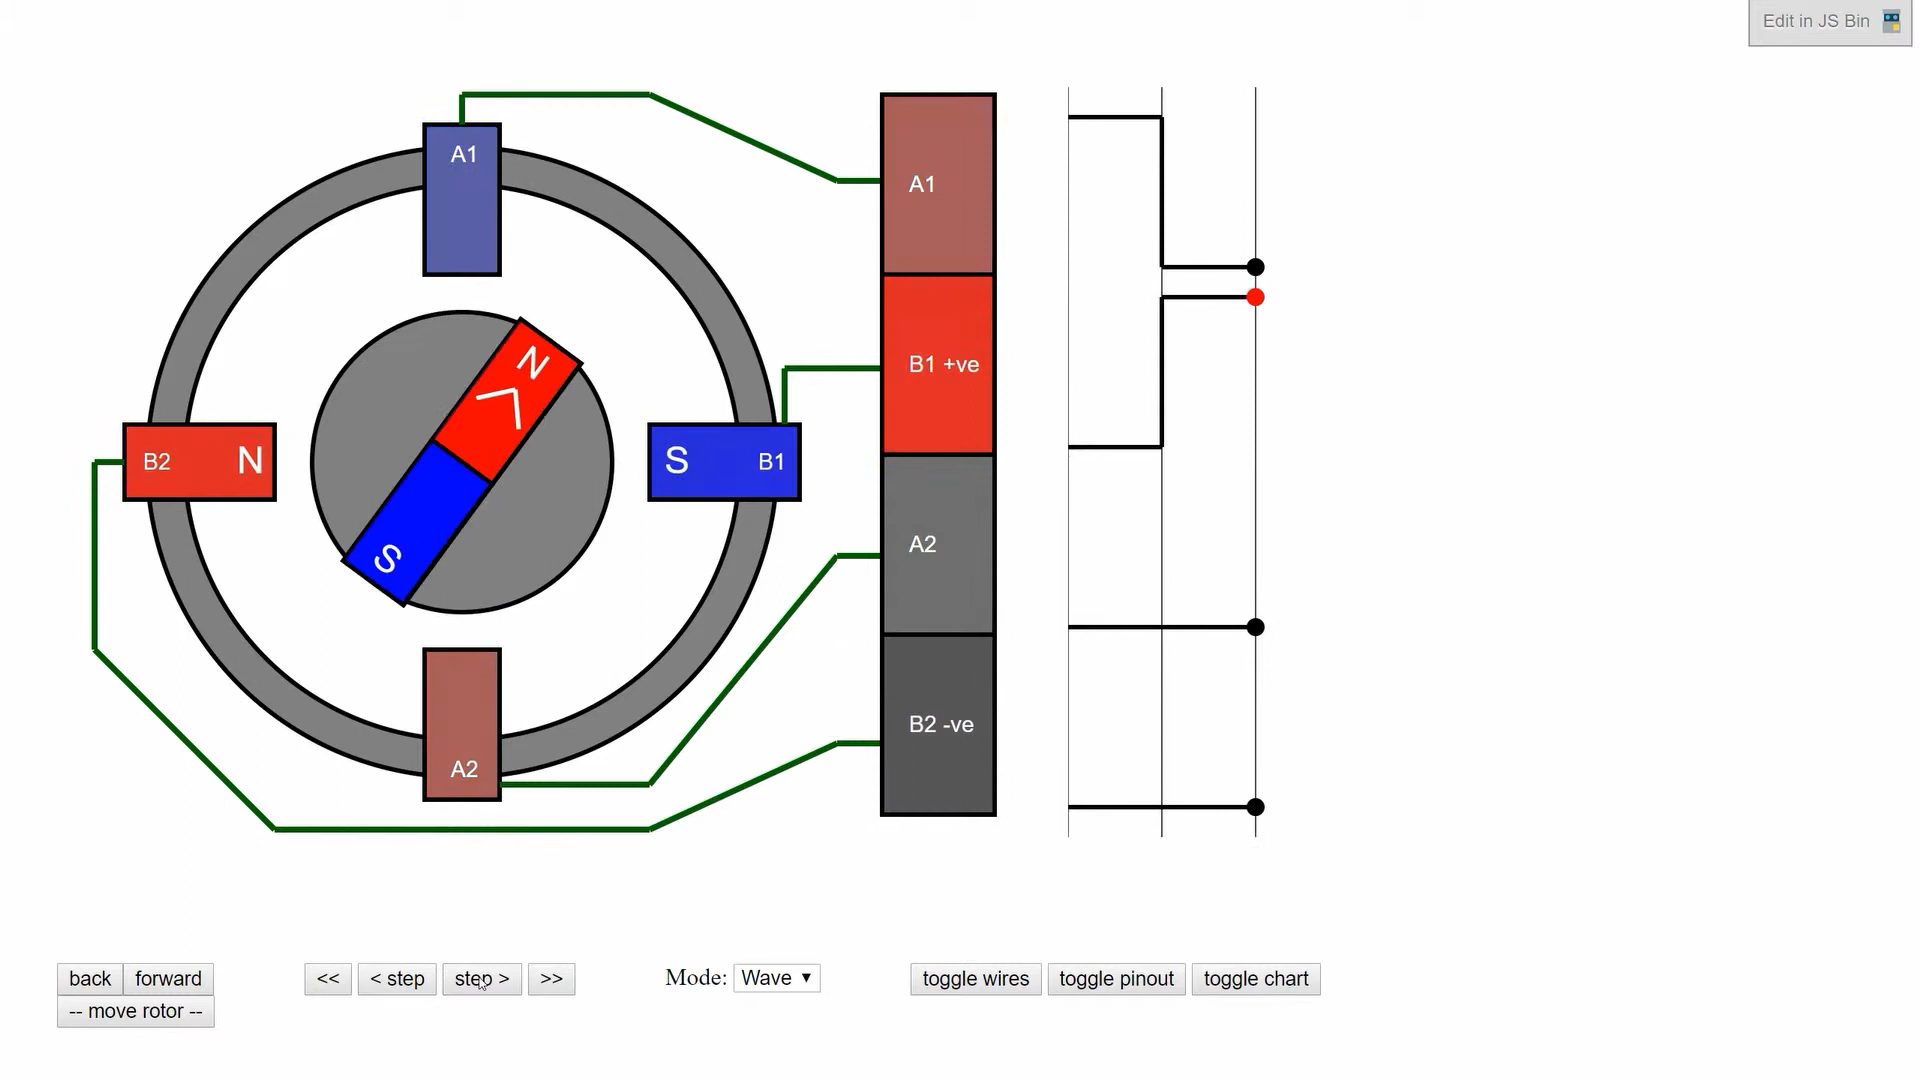 Edit in JS Bin
A1
A1
N
B1 +ve
B2 N
S B1
A2
S
B2 -ve
A2
back forward
<< < step step > >>
Mode: Wave ▼
toggle wires toggle pinout toggle chart
-- move rotor --